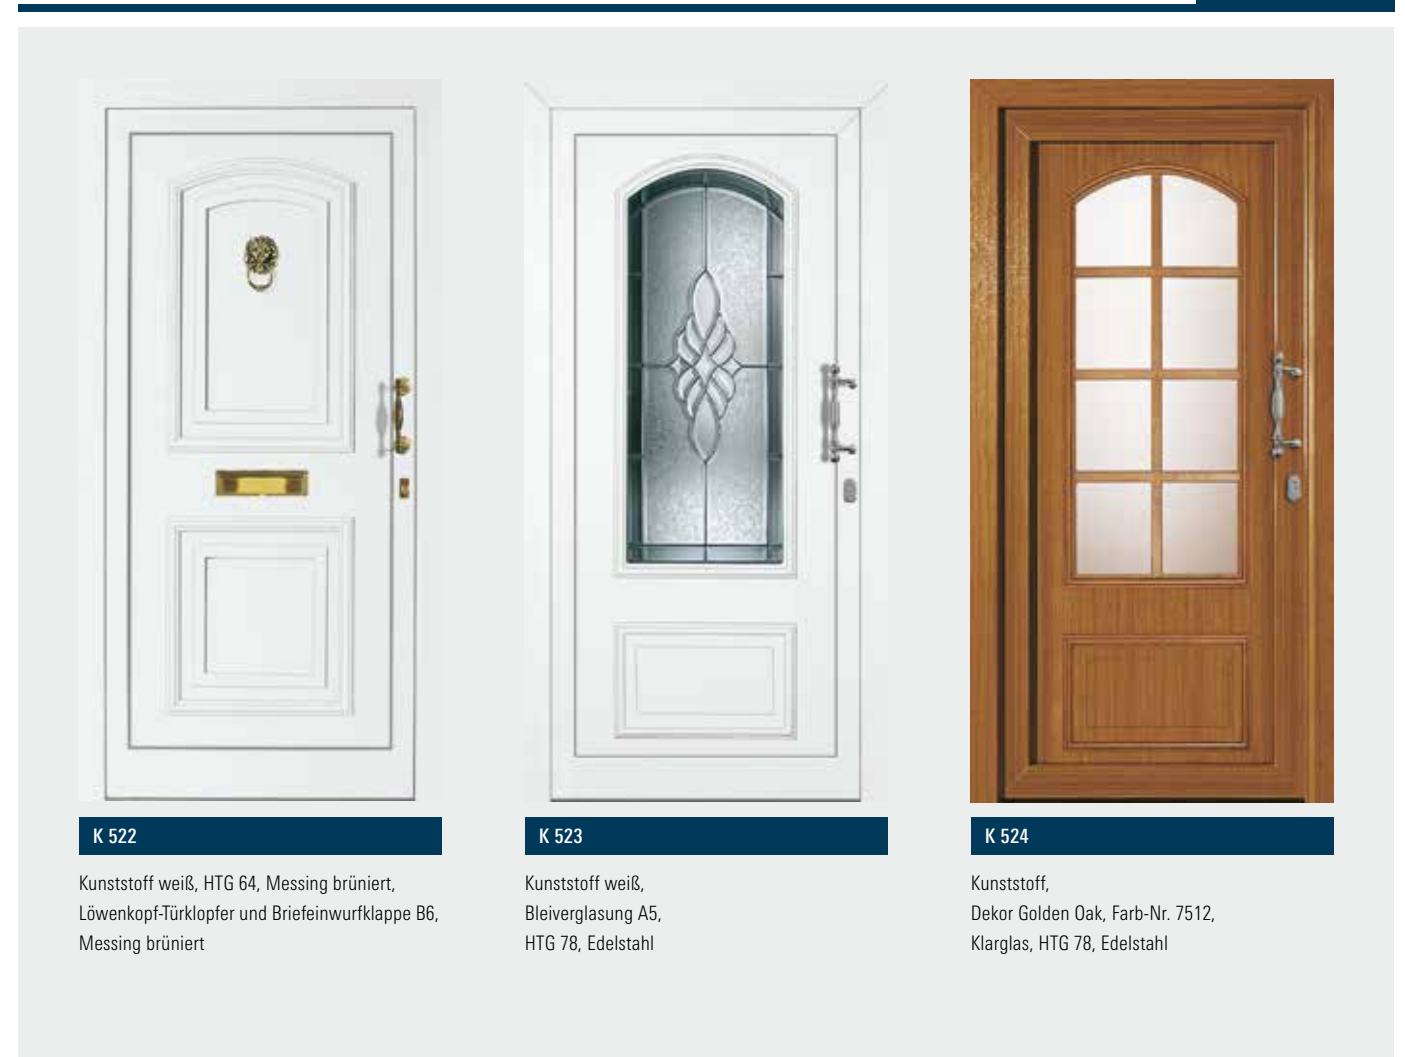 K 522
Kunststoff weiß, HTG 64, Messing brüniert,
Löwenkopf-Türklopfer und Briefeinwurfklappe B6,
Messing brüniert
K 523
Kunststoff weiß,
Bleiverglasung A5,
HTG 78, Edelstahl
K 524
Kunststoff,
Dekor Golden Oak, Farb-Nr. 7512,
Klarglas, HTG 78, Edelstahl